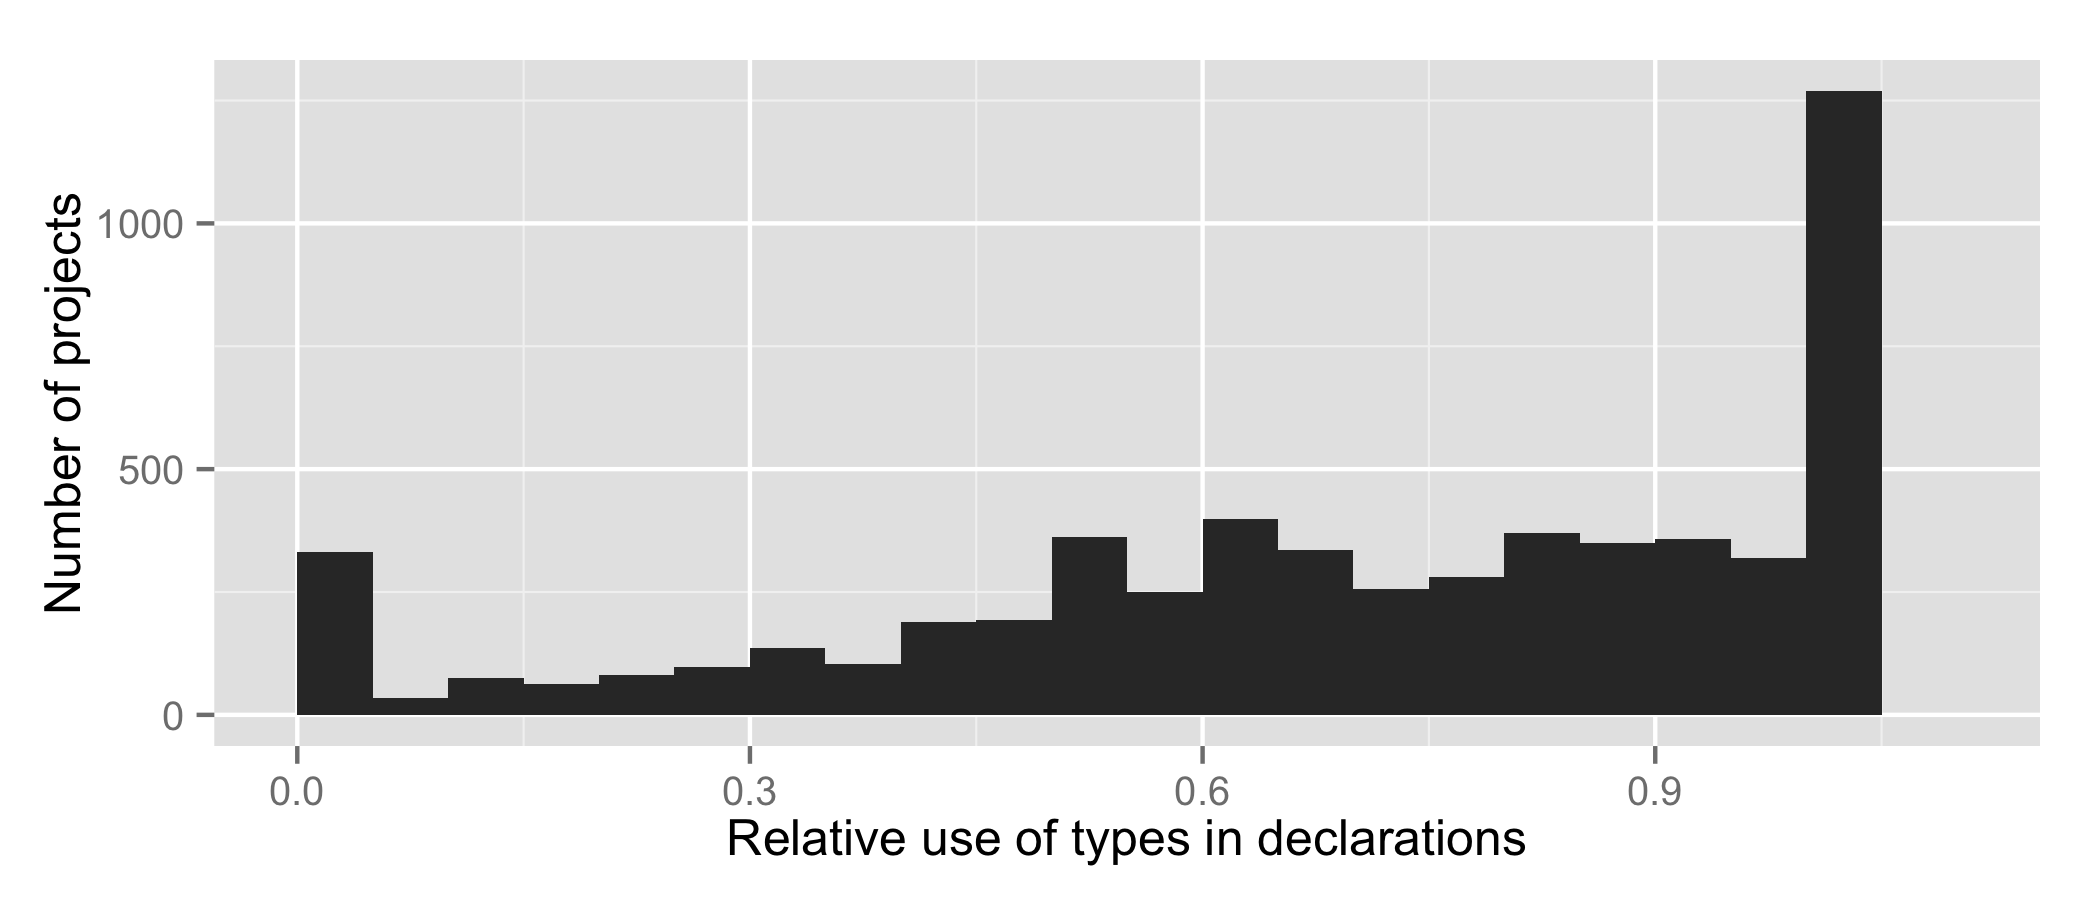 Number of projects
1000
500
0
0.0 0.3 0.6 0.9
Relative use of types in declarations